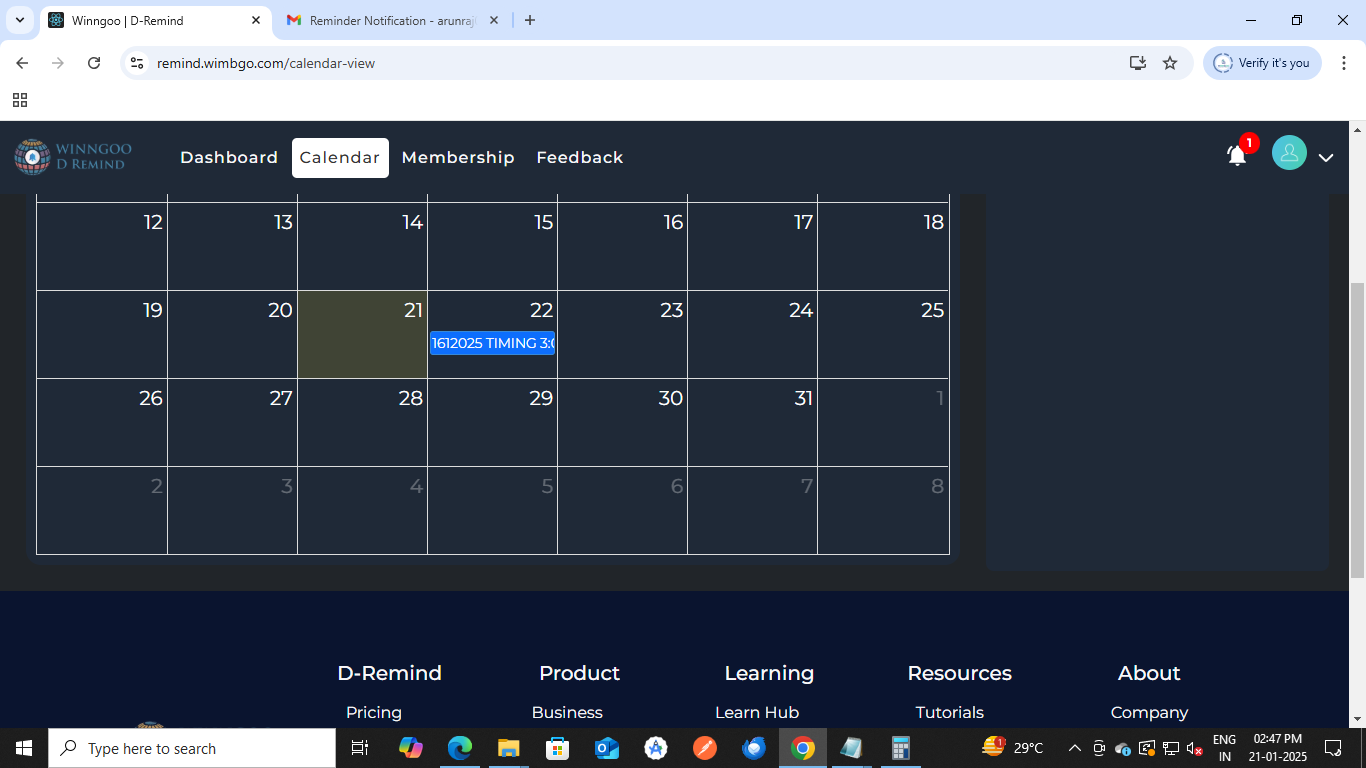 Winngoo | D-Remind
Reminder Notification - arunraj
remind.wimbgo.com/calendar-view
Verify it's you
WINNGOO
D REMIND
Dashboard
Calendar
Membership
Feedback
1
12 13 14 15 16 17 18
19 20 21 22 23 24 25
1612025 TIMING 3:0
26 27 28 29 30 31 1
2 3 4 5 6 7 8
D-Remind Product Learning Resources About
Pricing Business Learn Hub Tutorials Company
Type here to search
1
29°C
ENG
IN
02:47 PM
21-01-2025